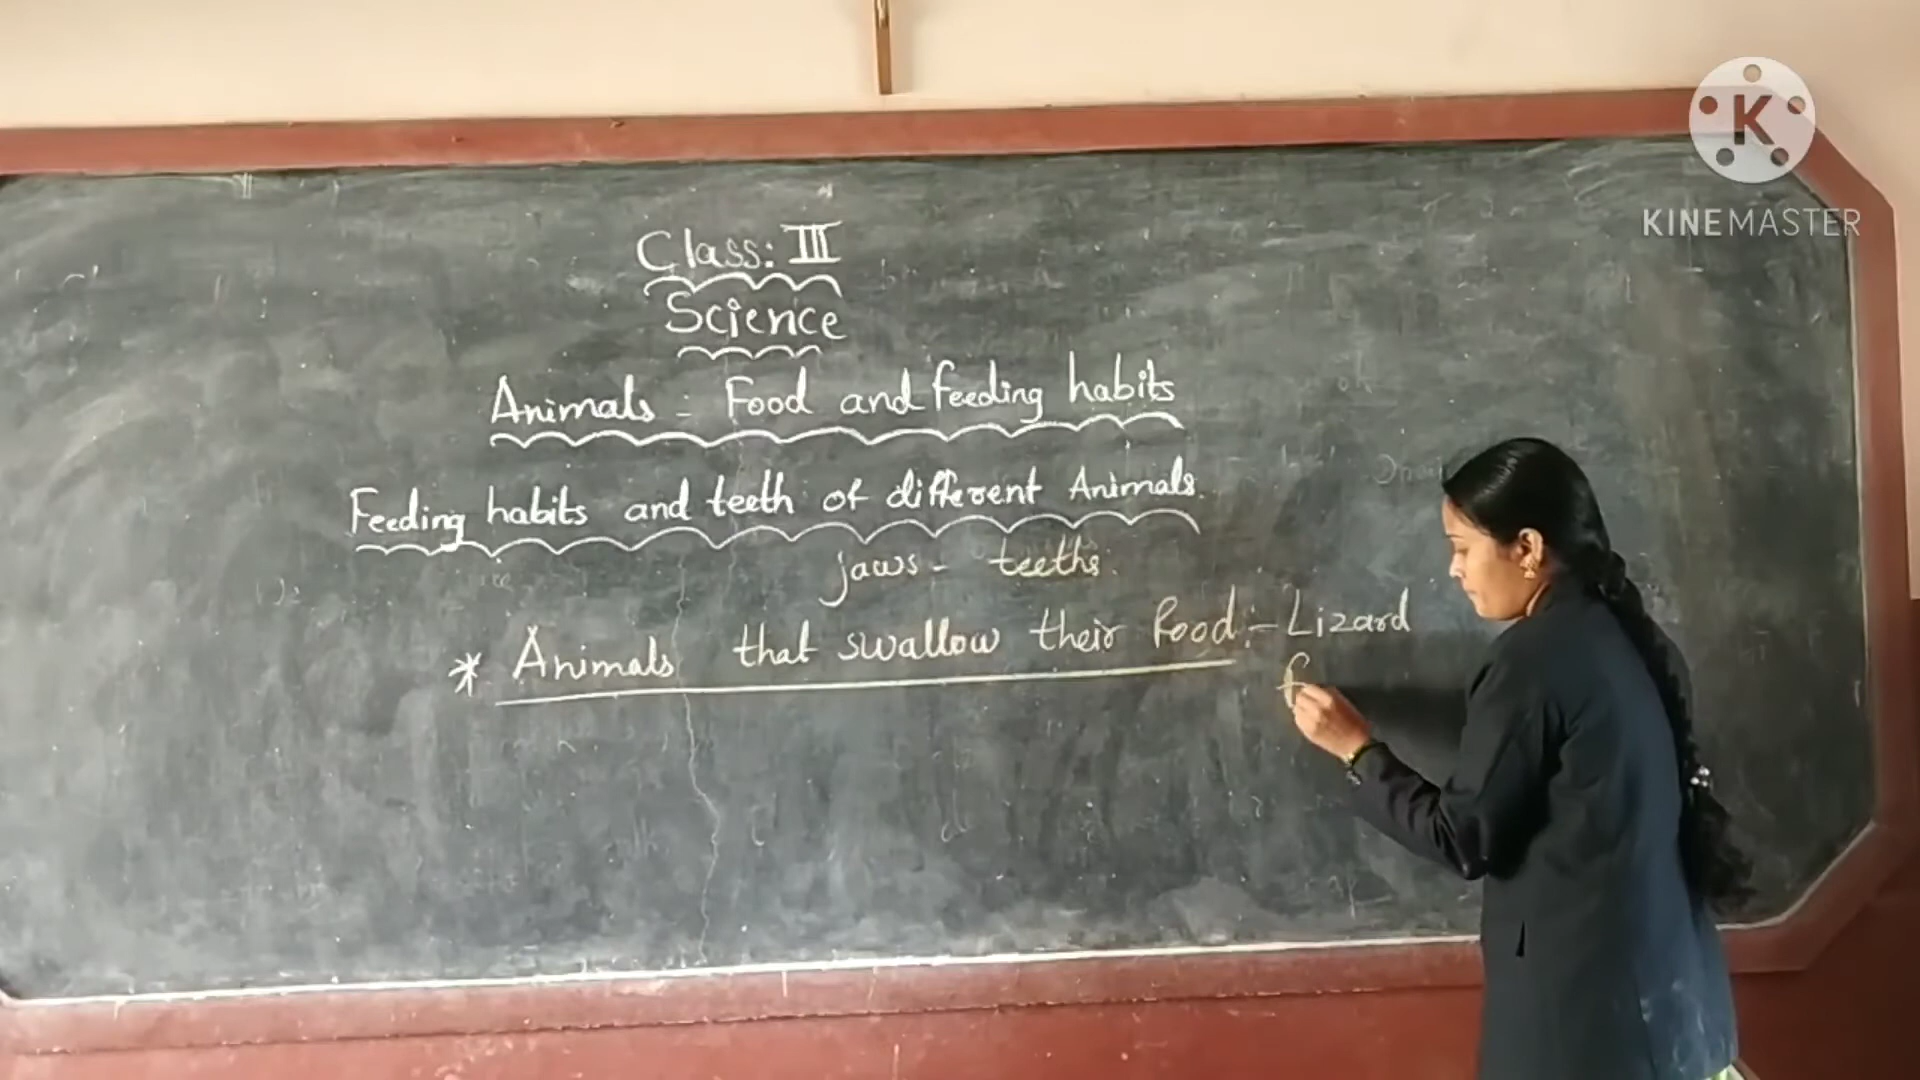 KINEMASTER
Class: III
Science
Animals - Food and feeding habits
Feeding habits and teeth of different Animals.
jaws - teeths.
* Animals that swallow their food :- Lizard
f